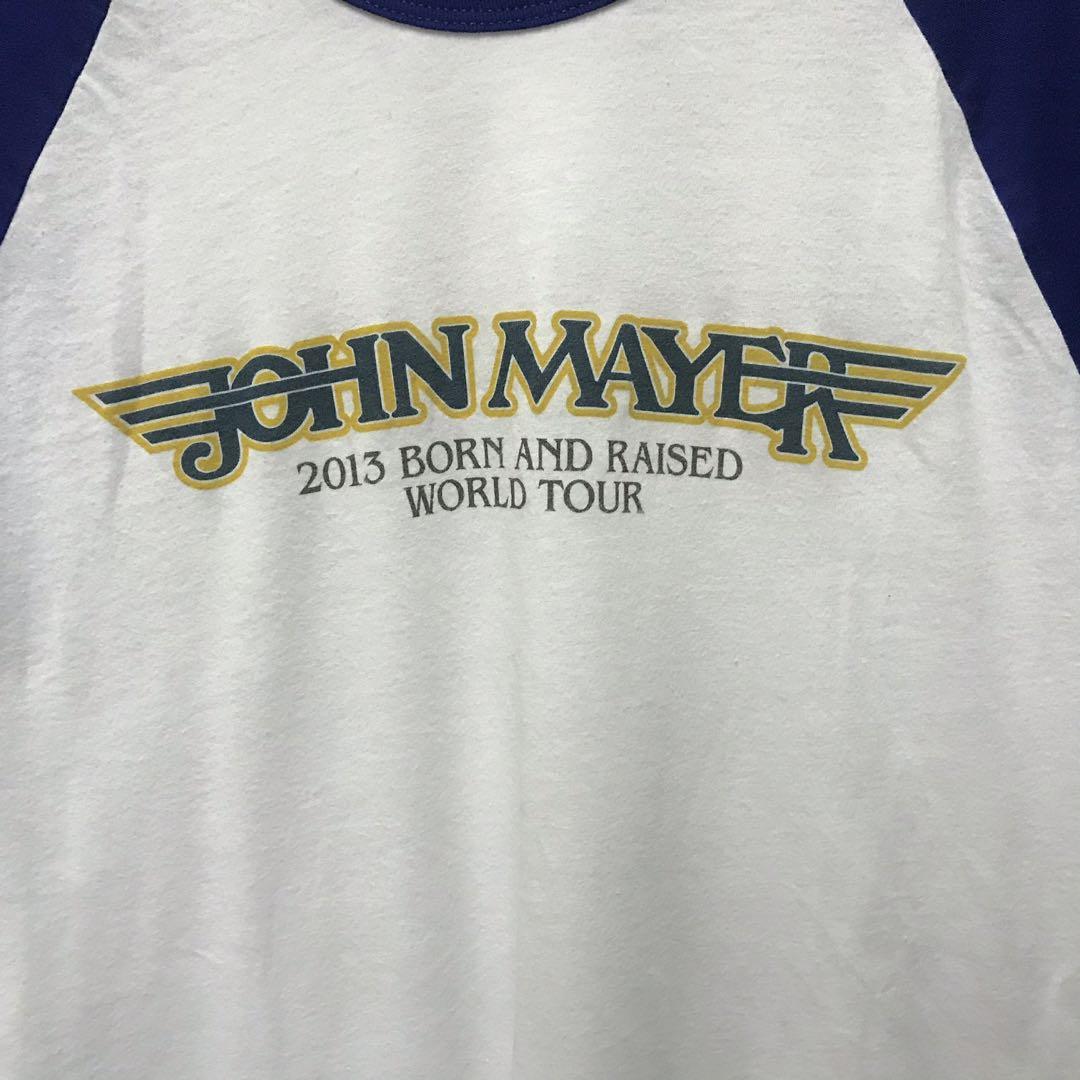 JOHN MAYER
2013 BORN AND RAISED
WORLD TOUR